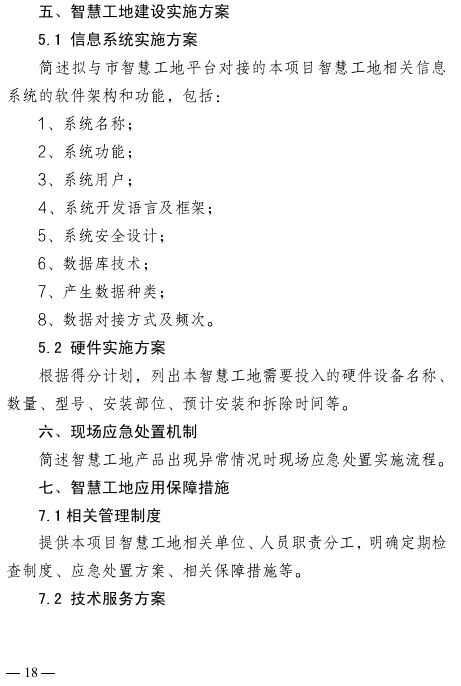 五、智慧工地建设实施方案
5.1 信息系统实施方案
简述拟与市智慧工地平台对接的本项目智慧工地相关信息
系统的软件架构和功能，包括：
1、系统名称；
2、系统功能；
3、系统用户；
4、系统开发语言及框架；
5、系统安全设计；
6、数据库技术；
7、产生数据种类；
8、数据对接方式及频次。
5.2 硬件实施方案
根据得分计划，列出本智慧工地需要投入的硬件设备名称、
数量、型号、安装部位、预计安装和拆除时间等。
六、现场应急处置机制
简述智慧工地产品出现异常情况时现场应急处置实施流程。
七、智慧工地应用保障措施
7.1相关管理制度
提供本项目智慧工地相关单位、人员职责分工，明确定期检
查制度、应急处置方案、相关保障措施等。
7.2 技术服务方案
— 18 —